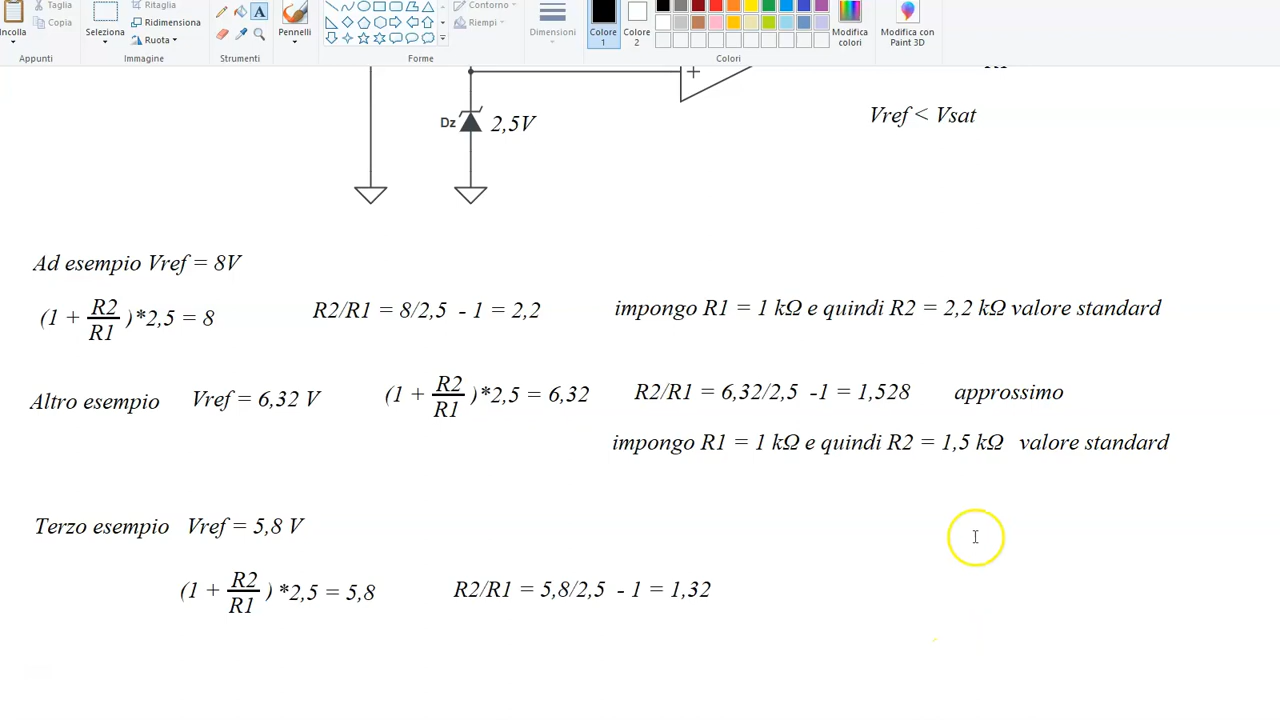 Taglia
Copia
Incolla
Appunti
Selezione
Ritaglia
Ridimensiona
Ruota
Immagine
A
Strumenti
Pennelli
Contorno
Riempi
Forme
Dimensioni
Colore 1
Colore 2
Colori
Modifica colori
Modifica con Paint 3D
+
Dz 2,5V
Vref < Vsat
Ad esempio Vref = 8V
(1 + R2/R1 )*2,5 = 8 R2/R1 = 8/2,5 - 1 = 2,2 impongo R1 = 1 kΩ e quindi R2 = 2,2 kΩ valore standard
Altro esempio Vref = 6,32 V (1 + R2/R1 )*2,5 = 6,32 R2/R1 = 6,32/2,5 -1 = 1,528 approssimo
impongo R1 = 1 kΩ e quindi R2 = 1,5 kΩ valore standard
Terzo esempio Vref = 5,8 V
(1 + R2/R1 ) *2,5 = 5,8 R2/R1 = 5,8/2,5 - 1 = 1,32